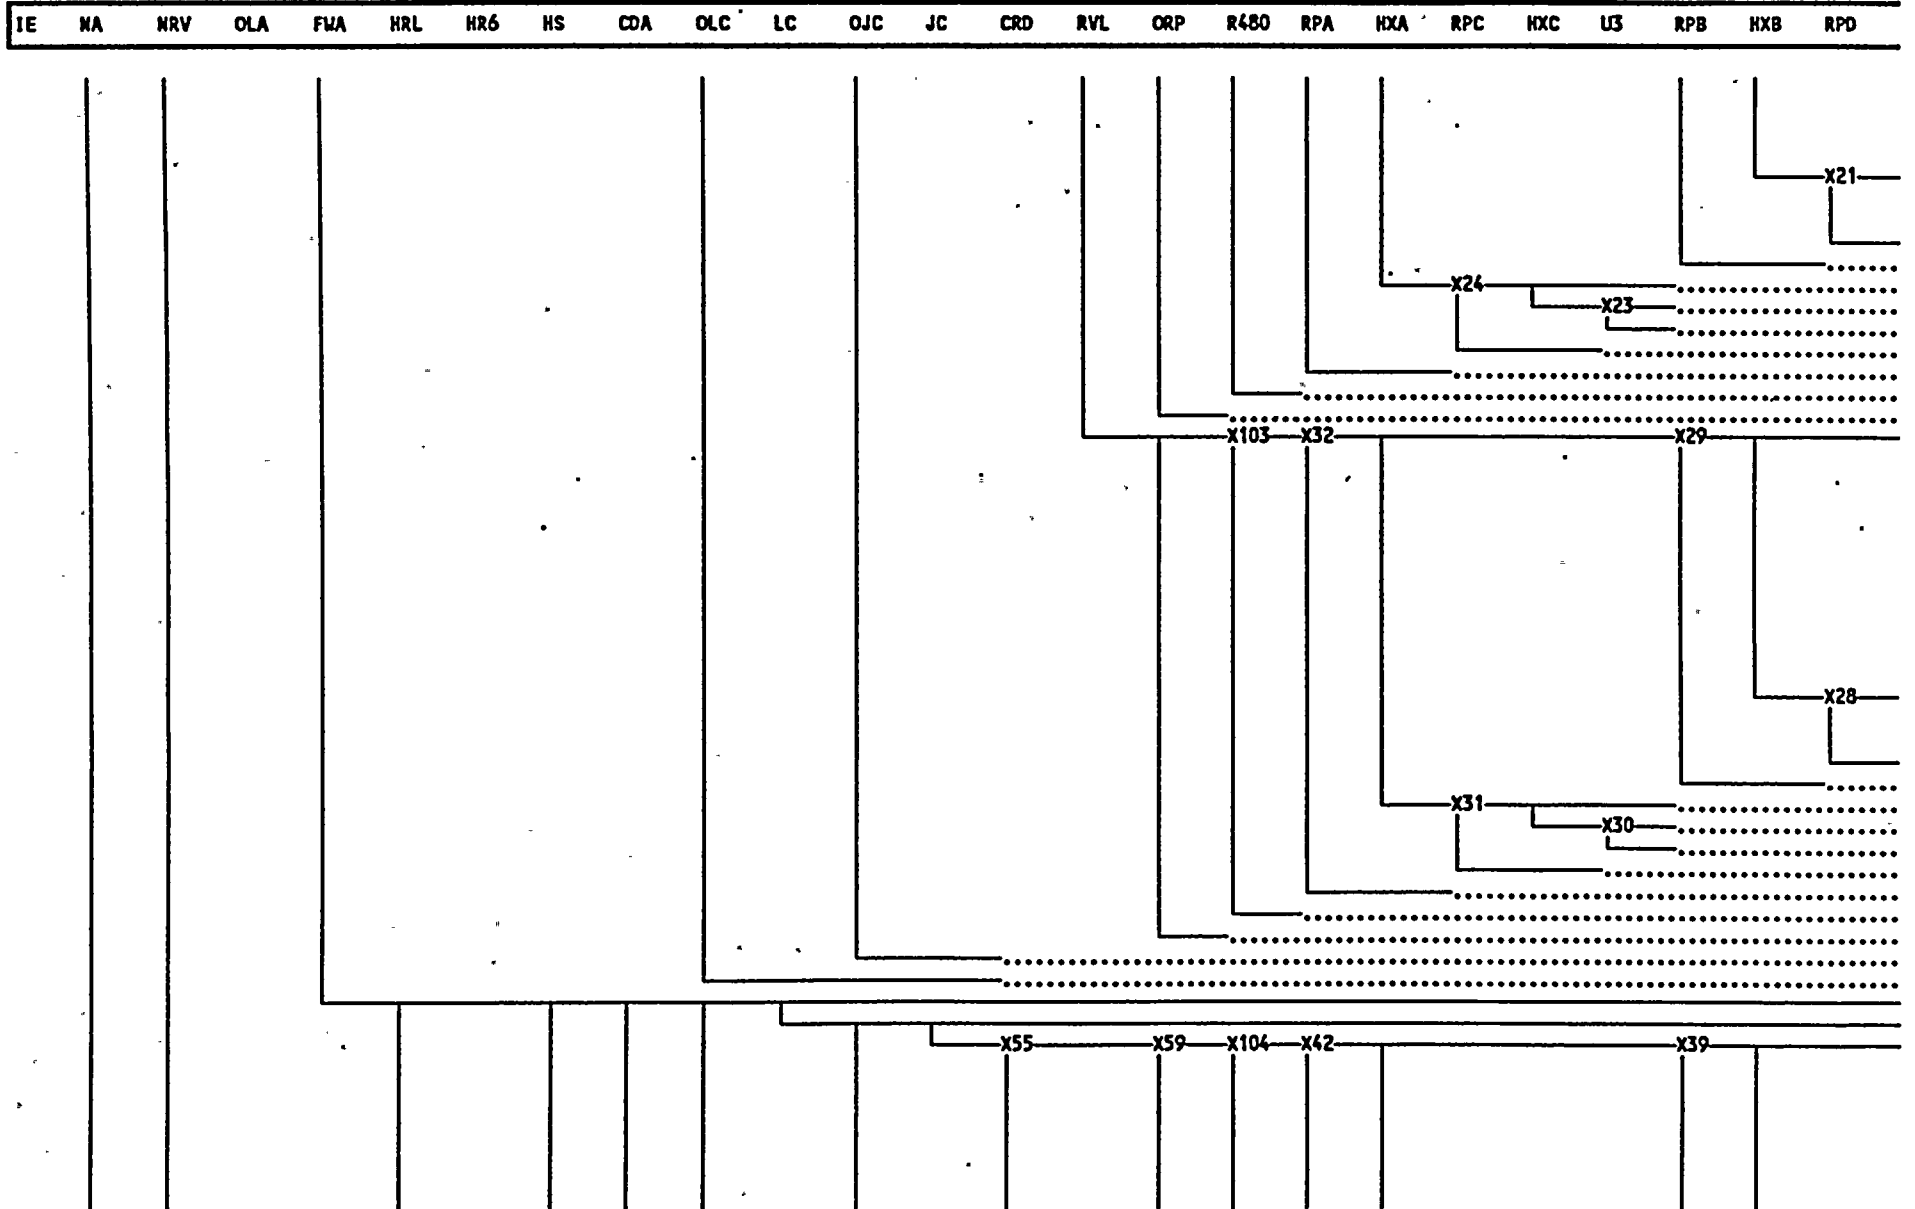 IE NA NRV OLA FWA HRL HR6 HS CDA OLC LC OJC JC CRD RVL ORP R480 RPA HXA RPC HXC U3 RPB HXB RPD
X21
X24
X23
X103 X32 X29
X28
X31
X30
X55 X59 X104 X42 X39